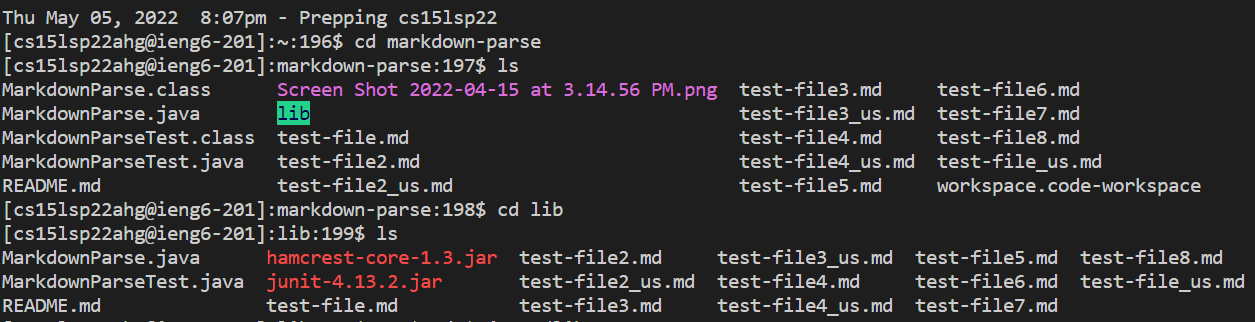 Thu May 05, 2022  8:07pm - Prepping cs15lsp22
[cs15lsp22ahg@ieng6-201]:~:196$ cd markdown-parse
[cs15lsp22ahg@ieng6-201]:markdown-parse:197$ ls
MarkdownParse.class      Screen Shot 2022-04-15 at 3.14.56 PM.png  test-file3.md     test-file6.md
MarkdownParse.java       lib                                       test-file3_us.md  test-file7.md
MarkdownParseTest.class  test-file.md                              test-file4.md     test-file8.md
MarkdownParseTest.java   test-file2.md                             test-file4_us.md  test-file_us.md
README.md                test-file2_us.md                          test-file5.md     workspace.code-workspace
[cs15lsp22ahg@ieng6-201]:markdown-parse:198$ cd lib
[cs15lsp22ahg@ieng6-201]:lib:199$ ls
MarkdownParse.java      hamcrest-core-1.3.jar  test-file2.md     test-file3_us.md  test-file5.md  test-file8.md
MarkdownParseTest.java  junit-4.13.2.jar       test-file2_us.md  test-file4.md     test-file6.md  test-file_us.md
README.md               test-file.md           test-file3.md     test-file4_us.md  test-file7.md